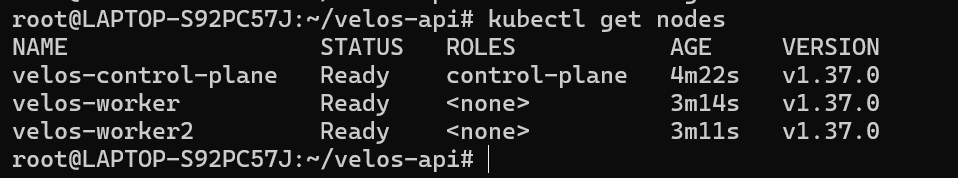 root@LAPTOP-S92PC57J:~/velos-api# kubectl get nodes
NAME                  STATUS   ROLES           AGE     VERSION
velos-control-plane   Ready    control-plane   4m22s   v1.37.0
velos-worker          Ready    <none>          3m14s   v1.37.0
velos-worker2         Ready    <none>          3m11s   v1.37.0
root@LAPTOP-S92PC57J:~/velos-api#